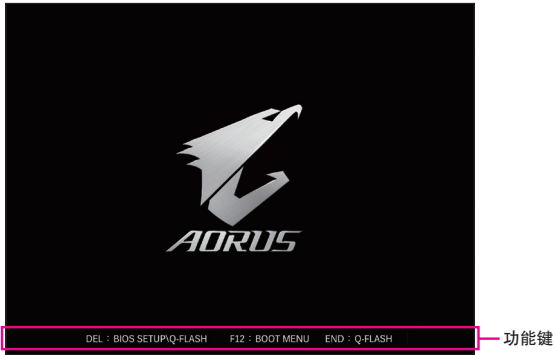 AORUS
DEL：BIOS SETUP\Q-FLASH F12：BOOT MENU END：Q-FLASH
功能键